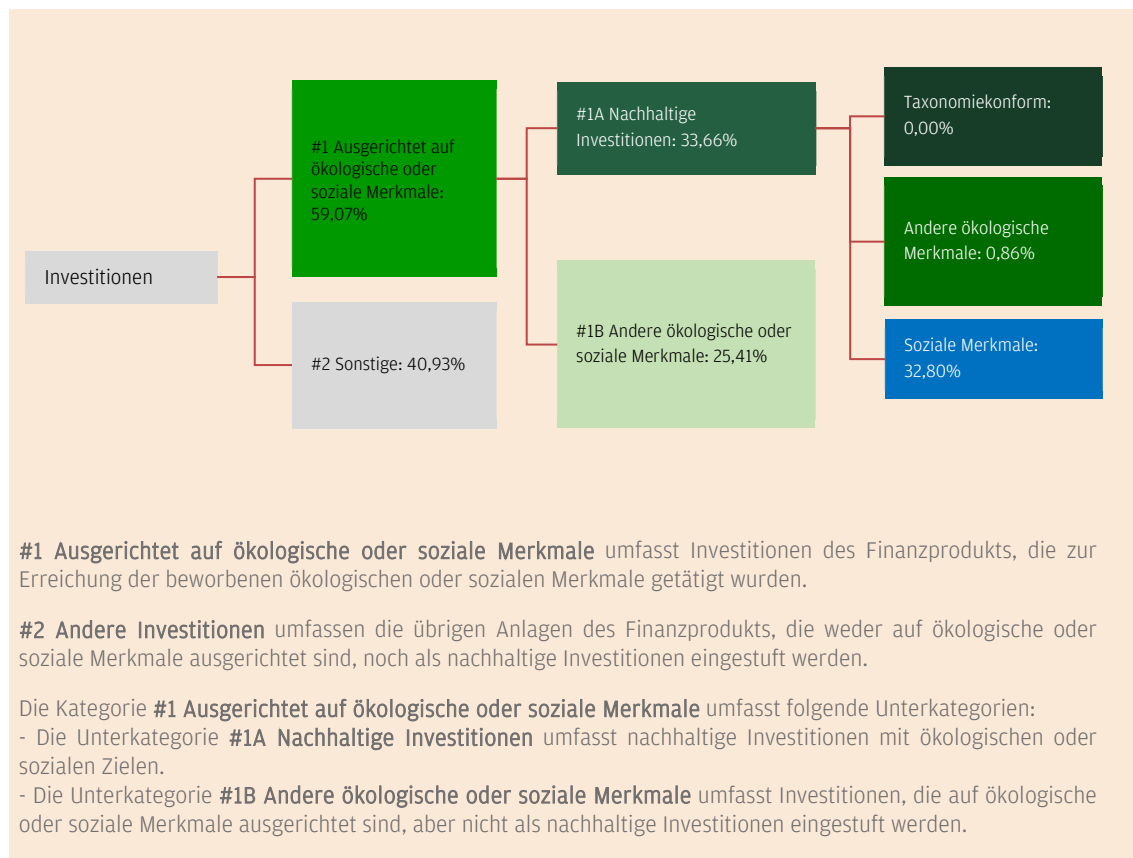 Investitionen
#1 Ausgerichtet auf
ökologische oder
soziale Merkmale:
59,07%
#2 Sonstige: 40,93%
#1A Nachhaltige
Investitionen: 33,66%
#1B Andere ökologische oder
soziale Merkmale: 25,41%
Taxonomiekonform:
0,00%
Andere ökologische
Merkmale: 0,86%
Soziale Merkmale:
32,80%
#1 Ausgerichtet auf ökologische oder soziale Merkmale umfasst Investitionen des Finanzprodukts, die zur
Erreichung der beworbenen ökologischen oder sozialen Merkmale getätigt wurden.
#2 Andere Investitionen umfassen die übrigen Anlagen des Finanzprodukts, die weder auf ökologische oder
soziale Merkmale ausgerichtet sind, noch als nachhaltige Investitionen eingestuft werden.
Die Kategorie #1 Ausgerichtet auf ökologische oder soziale Merkmale umfasst folgende Unterkategorien:
- Die Unterkategorie #1A Nachhaltige Investitionen umfasst nachhaltige Investitionen mit ökologischen oder
sozialen Zielen.
- Die Unterkategorie #1B Andere ökologische oder soziale Merkmale umfasst Investitionen, die auf ökologische
oder soziale Merkmale ausgerichtet sind, aber nicht als nachhaltige Investitionen eingestuft werden.